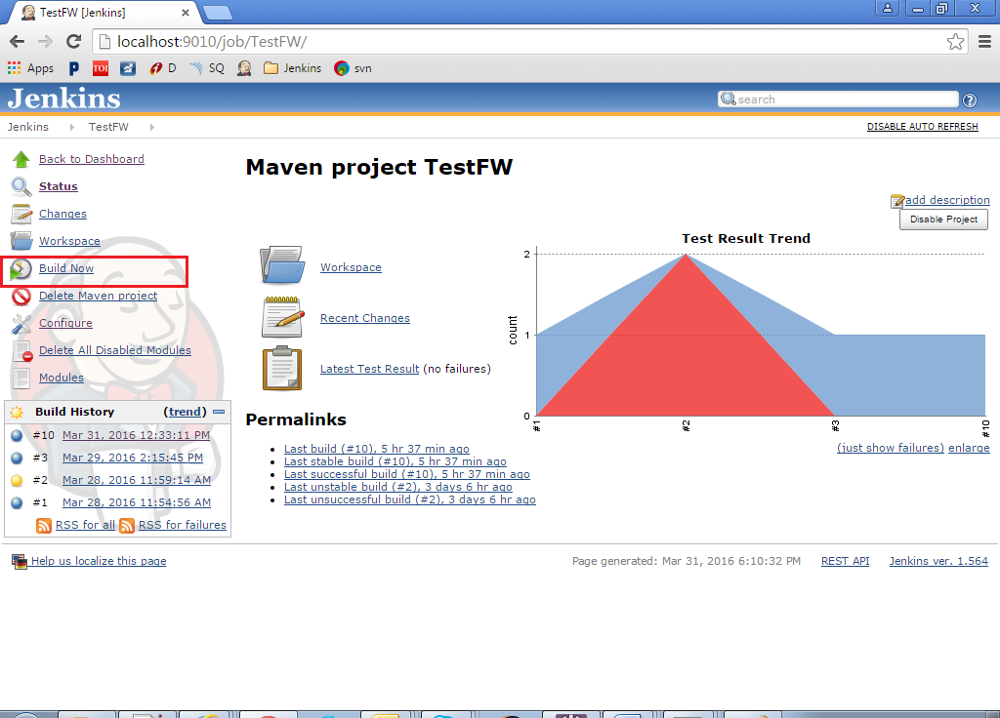 TestFW [Jenkins]
localhost:9010/job/TestFW/
Apps P TOI D SQ Jenkins svn
Jenkins
search
Jenkins TestFW
DISABLE AUTO REFRESH
Back to Dashboard
Status
Changes
Workspace
Build Now
Delete Maven project
Configure
Delete All Disabled Modules
Modules
Build History (trend)
#10 Mar 31, 2016 12:33:11 PM
#3 Mar 29, 2016 2:15:45 PM
#2 Mar 28, 2016 11:59:14 AM
#1 Mar 28, 2016 11:54:56 AM
RSS for all RSS for failures
Maven project TestFW
add description
Disable Project
Workspace
Recent Changes
Latest Test Result (no failures)
Test Result Trend
count
2
1
0
#1 #2 #3 #10
(just show failures) enlarge
Permalinks
Last build (#10), 5 hr 37 min ago
Last stable build (#10), 5 hr 37 min ago
Last successful build (#10), 5 hr 37 min ago
Last unstable build (#2), 3 days 6 hr ago
Last unsuccessful build (#2), 3 days 6 hr ago
Help us localize this page
Page generated: Mar 31, 2016 6:10:32 PM REST API Jenkins ver. 1.564